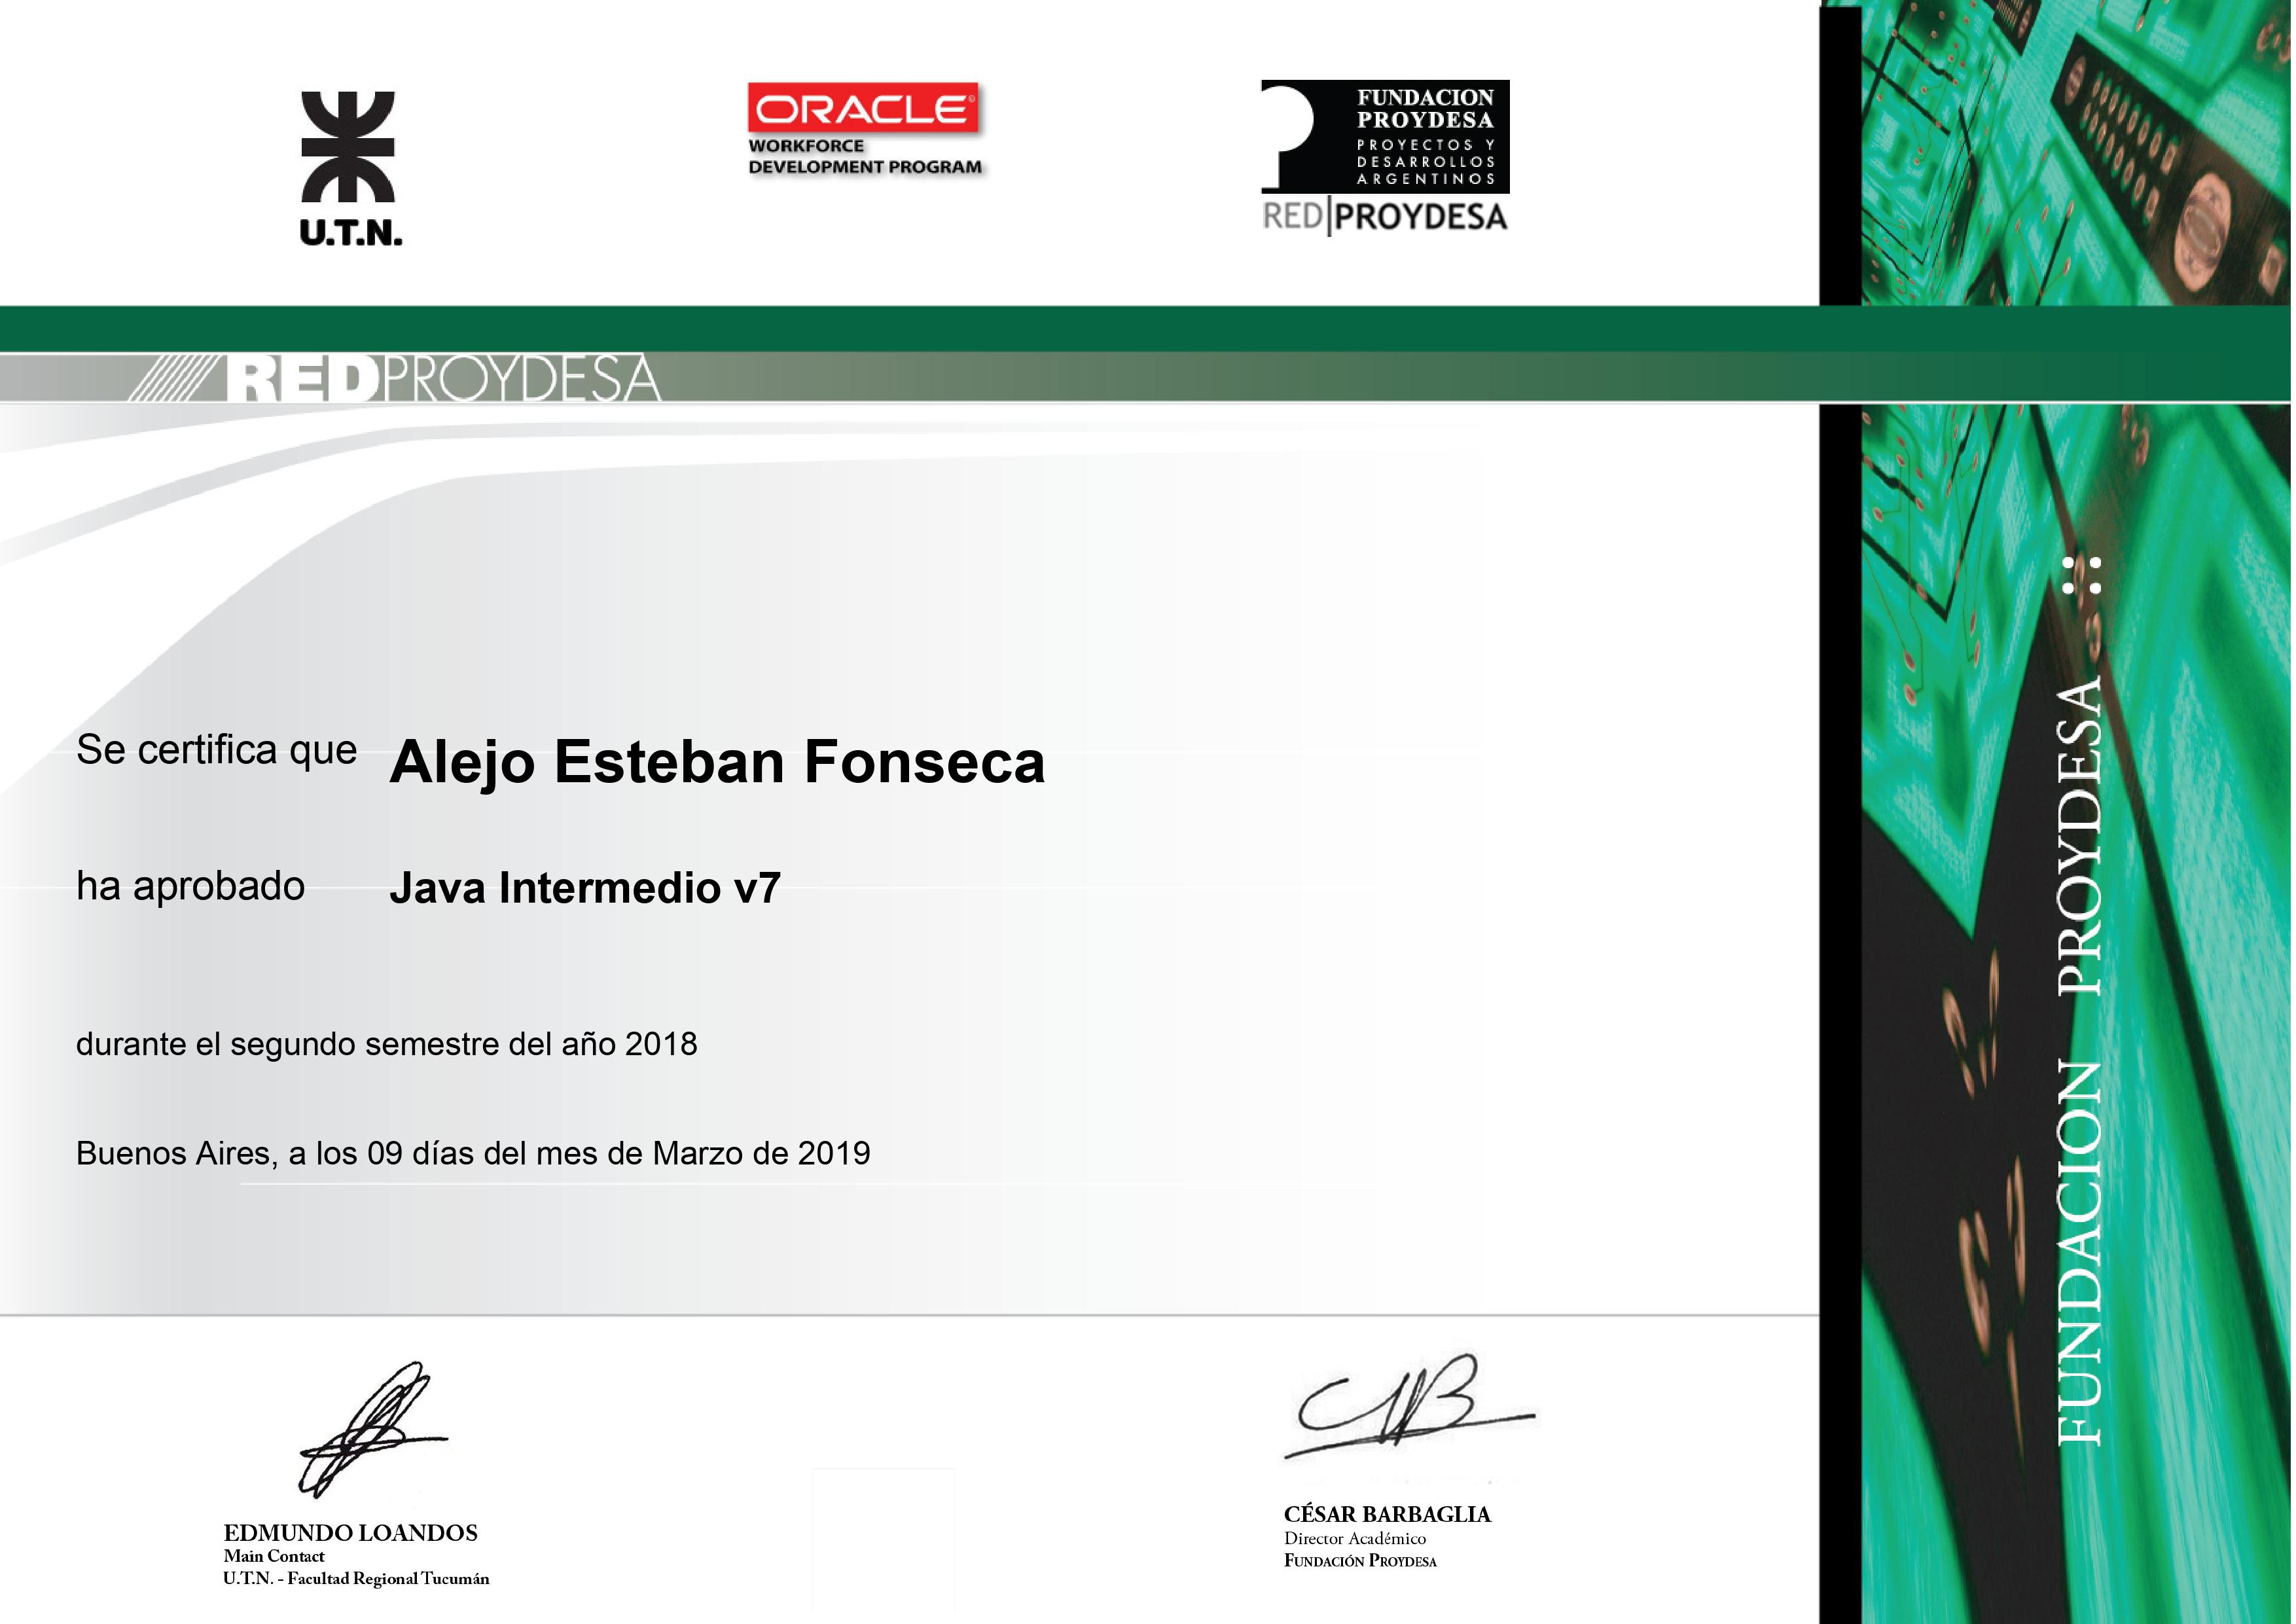 U.T.N.
ORACLE©
WORKFORCE
DEVELOPMENT PROGRAM
FUNDACION
PROYDESA
PROYECTOS Y
DESARROLLOS
ARGENTINOS
RED|PROYDESA
REDPROYDESA
Se certifica que Alejo Esteban Fonseca
ha aprobado Java Intermedio v7
durante el segundo semestre del año 2018
Buenos Aires, a los 09 días del mes de Marzo de 2019
EDMUNDO LOANDOS
Main Contact
U.T.N. - Facultad Regional Tucumán
CÉSAR BARBAGLIA
Director Académico
FUNDACIÓN PROYDESA
FUNDACION PROYDESA